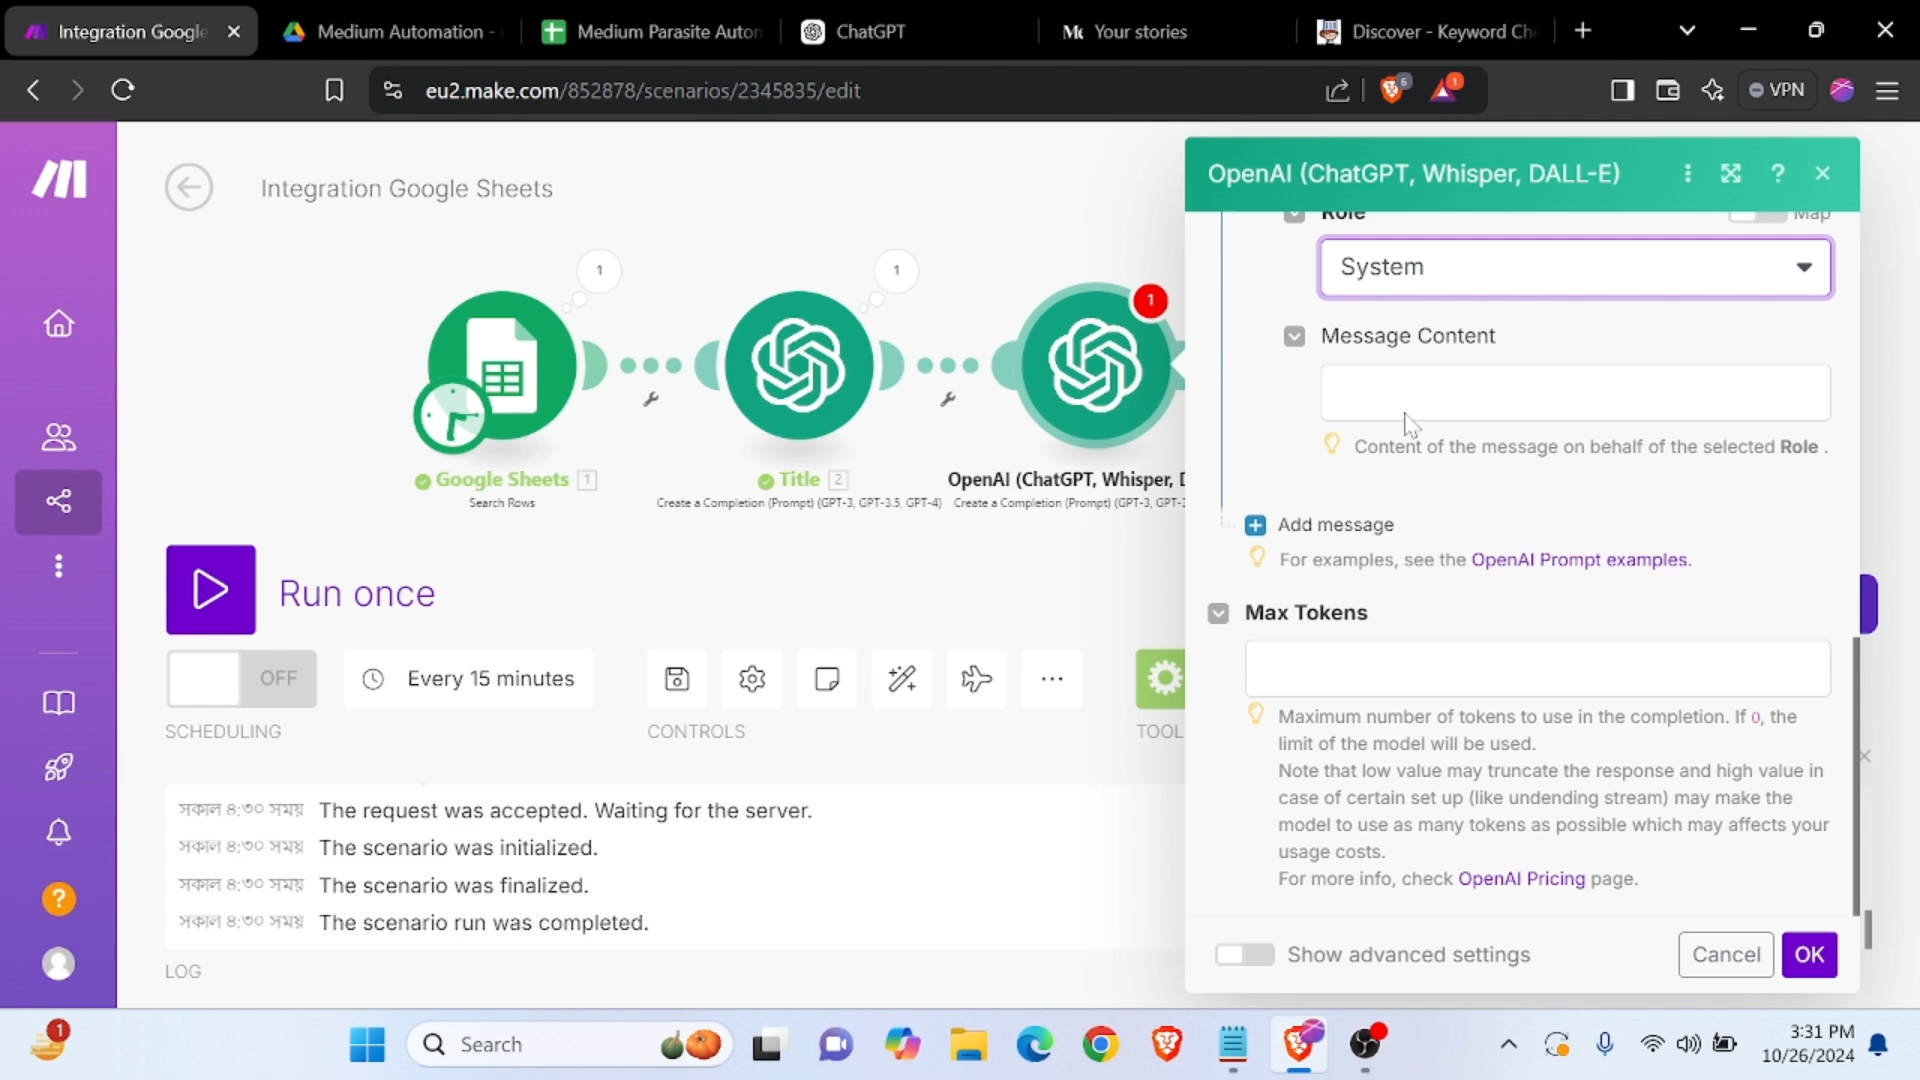 Integration Google
Medium Automation -
Medium Parasite Auton
ChatGPT
Your stories
Discover - Keyword Ch
eu2.make.com/852878/scenarios/2345835/edit
6
1
VPN
Integration Google Sheets
OpenAI (ChatGPT, Whisper, DALL-E)
Role
Map
System
Message Content
Content of the message on behalf of the selected Role .
1
1
1
Google Sheets 1
Search Rows
Title 2
Create a Completion (Prompt) (GPT-3, GPT-3.5, GPT-4)
OpenAI (ChatGPT, Whisper, D
Create a Completion (Prompt) (GPT-3, GPT-3
Add message
For examples, see the OpenAI Prompt examples.
Run once
Max Tokens
OFF
Every 15 minutes
SCHEDULING
CONTROLS
TOOL
Maximum number of tokens to use in the completion. If 0, the
limit of the model will be used.
Note that low value may truncate the response and high value in
case of certain set up (like undending stream) may make the
model to use as many tokens as possible which may affects your
usage costs.
For more info, check OpenAI Pricing page.
সকাল ৪:৩০ সময় The request was accepted. Waiting for the server.
সকাল ৪:৩০ সময় The scenario was initialized.
সকাল ৪:৩০ সময় The scenario was finalized.
সকাল ৪:৩০ সময় The scenario run was completed.
LOG
Show advanced settings
Cancel
OK
1
Search
3:31 PM
10/26/2024